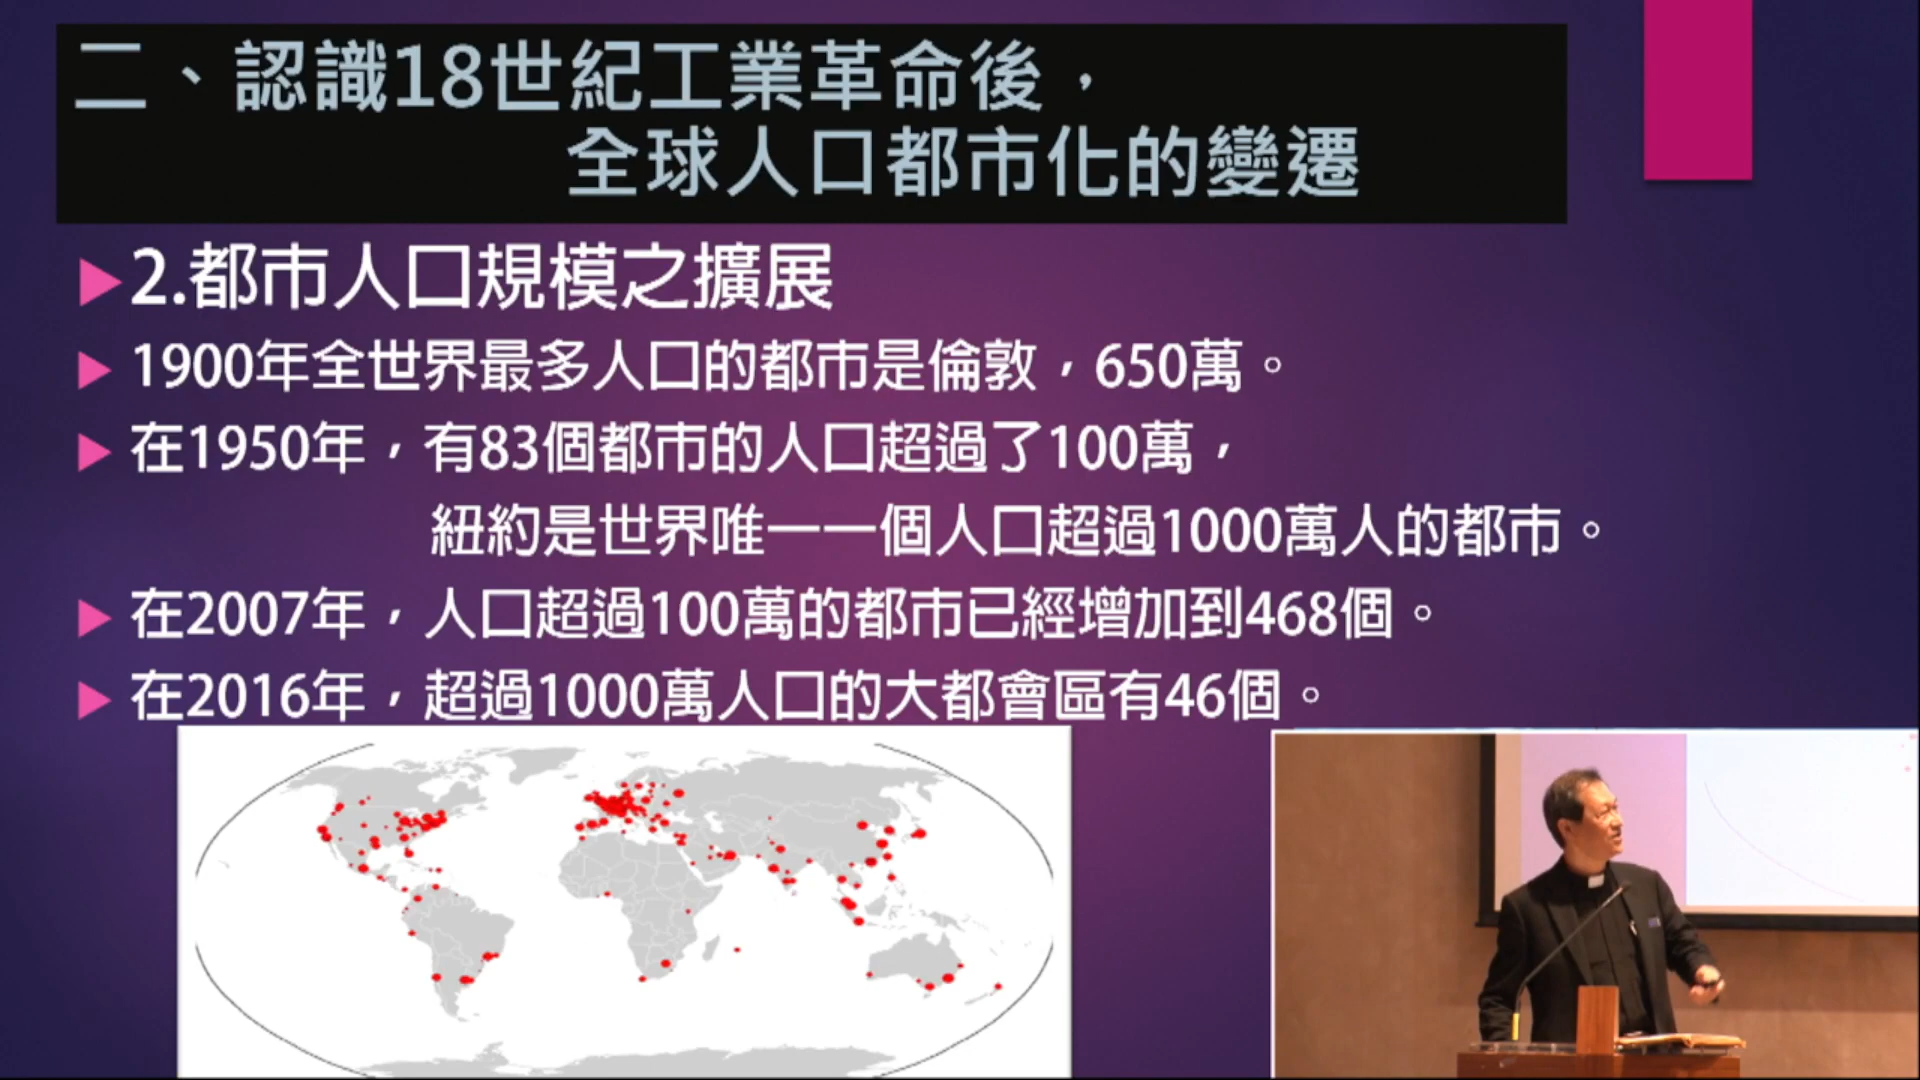 二、認識18世紀工業革命後，
全球人口都市化的變遷
2.都市人口規模之擴展
1900年全世界最多人口的都市是倫敦，650萬。
在1950年，有83個都市的人口超過了100萬，
紐約是世界唯一一個人口超過1000萬人的都市。
在2007年，人口超過100萬的都市已經增加到468個。
在2016年，超過1000萬人口的大都會區有46個。